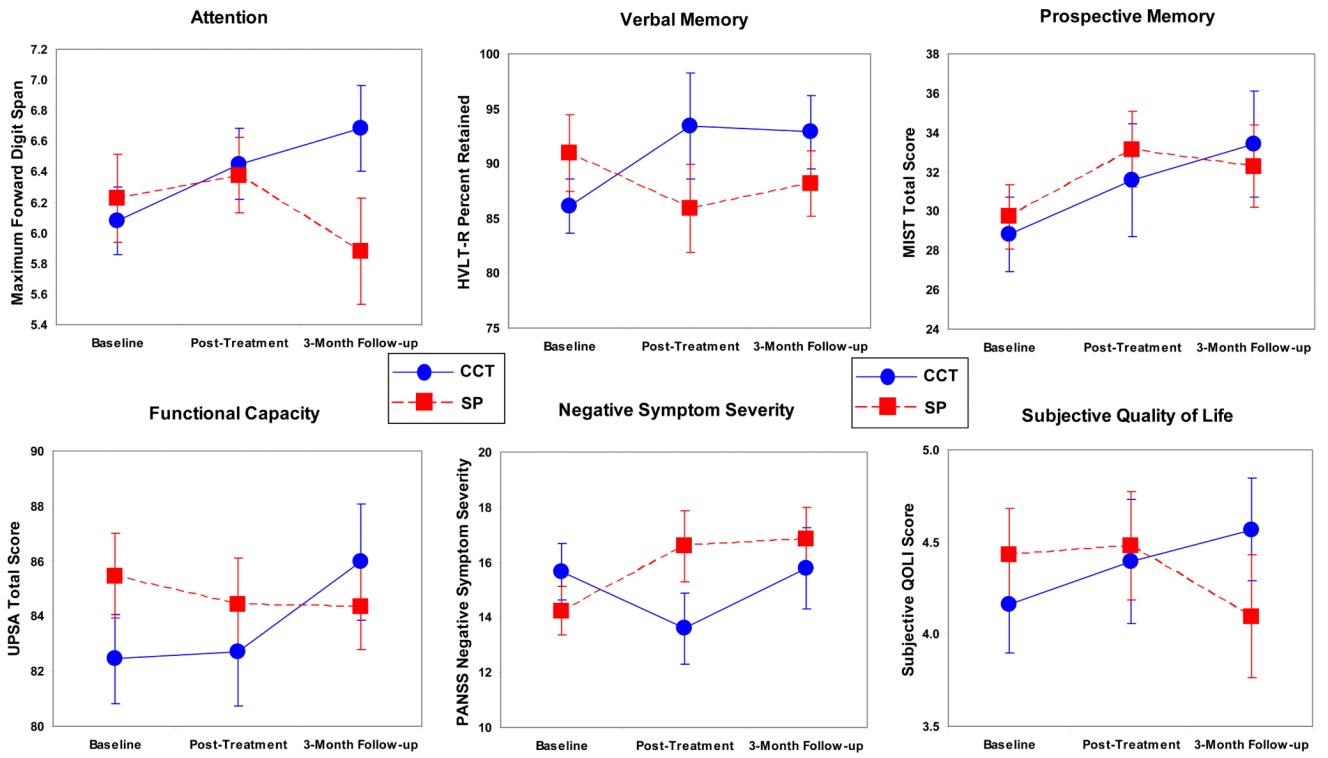 Attention
Maximum Forward Digit Span
7.2
7.0
6.8
6.6
6.4
6.2
6.0
5.8
5.6
5.4
Baseline
Post-Treatment
3-Month Follow-up
Verbal Memory
HVLT-R Percent Retained
100
95
90
85
80
75
Baseline
Post-Treatment
3-Month Follow-up
Prospective Memory
MIST Total Score
38
36
34
32
30
28
26
24
Baseline
Post-Treatment
3-Month Follow-up
CCT
SP
CCT
SP
Functional Capacity
UPSA Total Score
90
88
86
84
82
80
Baseline
Post-Treatment
3-Month Follow-up
Negative Symptom Severity
PANSS Negative Symptom Severity
20
18
16
14
12
10
Baseline
Post-Treatment
3-Month Follow-up
Subjective Quality of Life
Subjective QOLI Score
5.0
4.5
4.0
3.5
Baseline
Post-Treatment
3-Month Follow-up